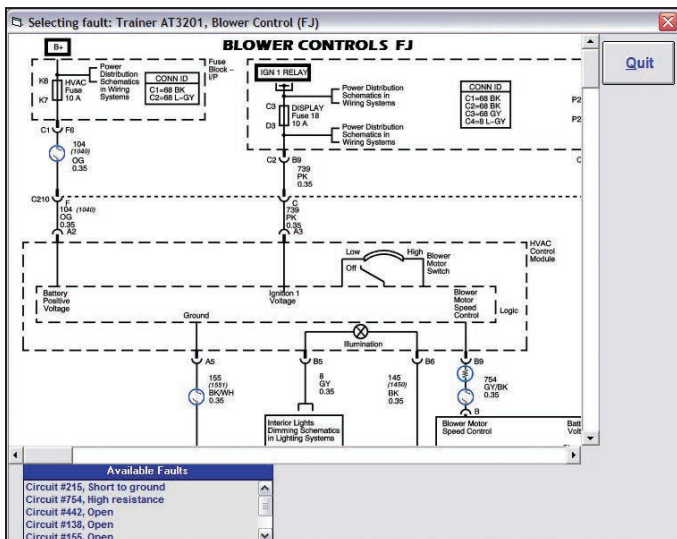 Selecting fault: Trainer AT3201, Blower Control (FJ)
Quit
BLOWER CONTROLS FJ
B+
Power
Distribution
Schematics
in Wiring
Systems
Fuse
Block –
I/P
K6
HVAC
Fuse
10 A
K7
CONN ID
C1=68 BK
C2=68 L-GY
C1
F6
104
(1040)
OG
0.35
C210
F
104 (1040)
OG
0.35
A2
IGN 1 RELAY
Power Distribution
Schematics in
Wiring Systems
C3
DISPLAY
Fuse 18
10 A
D3
Power Distribution
Schematics in
Wiring Systems
CONN ID
C1=68 BK
C2=68 BK
C3=68 GY
C4=8 L-GY
P2
P2
C
C2
B9
739
PK
0.35
C
739
PK
0.35
A3
HVAC
Control
Module
Low
High
Off
Blower
Motor
Switch
Battery
Positive
Voltage
Ignition 1
Voltage
Ground
Blower
Motor
Speed
Control
Logic
Illumination
A5
155
(1551)
BK/WH
0.35
B5
8
GY
0.35
B6
145
(1450)
BK
0.35
B9
754
GY/BK
0.35
B
Interior Lights
Dimming Schematics
in Lighting Systems
Blower Motor
Speed Control
Batt
Volt
Available Faults
Circuit #215, Short to ground
Circuit #754, High resistance
Circuit #442, Open
Circuit #138, Open
Circuit #155, Open